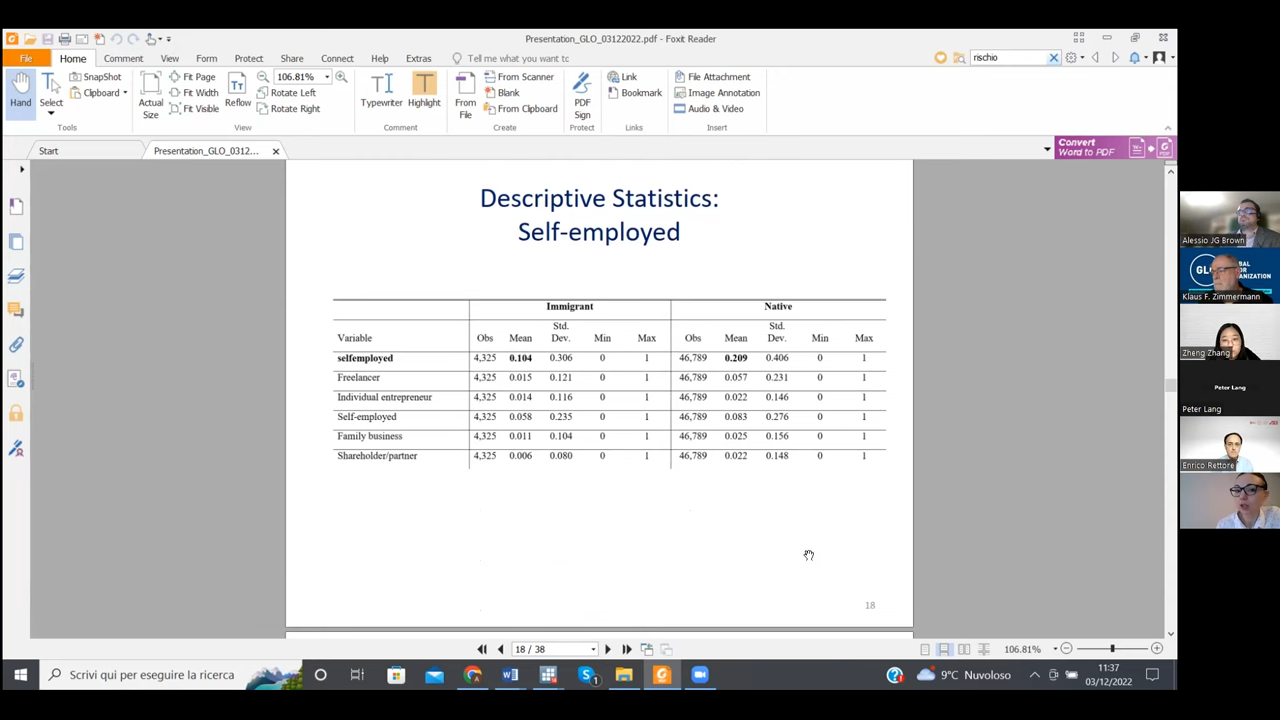 Presentation_GLO_03122022.pdf - Foxit Reader
rischio
File Home Comment View Form Protect Share Connect Help Extras Tell me what you want to
Hand
Select
SnapShot
Clipboard
Tools
Actual Size
Fit Page
Fit Width
Fit Visible
Reflow
106.81%
Rotate Left
Rotate Right
View
Typewriter
Highlight
Comment
From File
From Scanner
Blank
From Clipboard
Create
PDF Sign
Protect
Link
Bookmark
Links
File Attachment
Image Annotation
Audio & Video
Insert
Start
Presentation_GLO_0312...
Convert
Word to PDF
Descriptive Statistics:
Self-employed
Immigrant Native
Variable Obs Mean Std. Dev. Min Max Obs Mean Std. Dev. Min Max
selfemployed 4,325 0.104 0.306 0 1 46,789 0.209 0.406 0 1
Freelancer 4,325 0.015 0.121 0 1 46,789 0.057 0.231 0 1
Individual entrepreneur 4,325 0.014 0.116 0 1 46,789 0.022 0.146 0 1
Self-employed 4,325 0.058 0.235 0 1 46,789 0.083 0.276 0 1
Family business 4,325 0.011 0.104 0 1 46,789 0.025 0.156 0 1
Shareholder/partner 4,325 0.006 0.080 0 1 46,789 0.022 0.148 0 1
18
18 / 38
106.81%
Scrivi qui per eseguire la ricerca
1
9°C Nuvoloso
11:37
03/12/2022
Alessio JG Brown
GL
Klaus F. Zimmermann
Zheng Zhang
Peter Lang
Peter Lang
Enrico Rettore